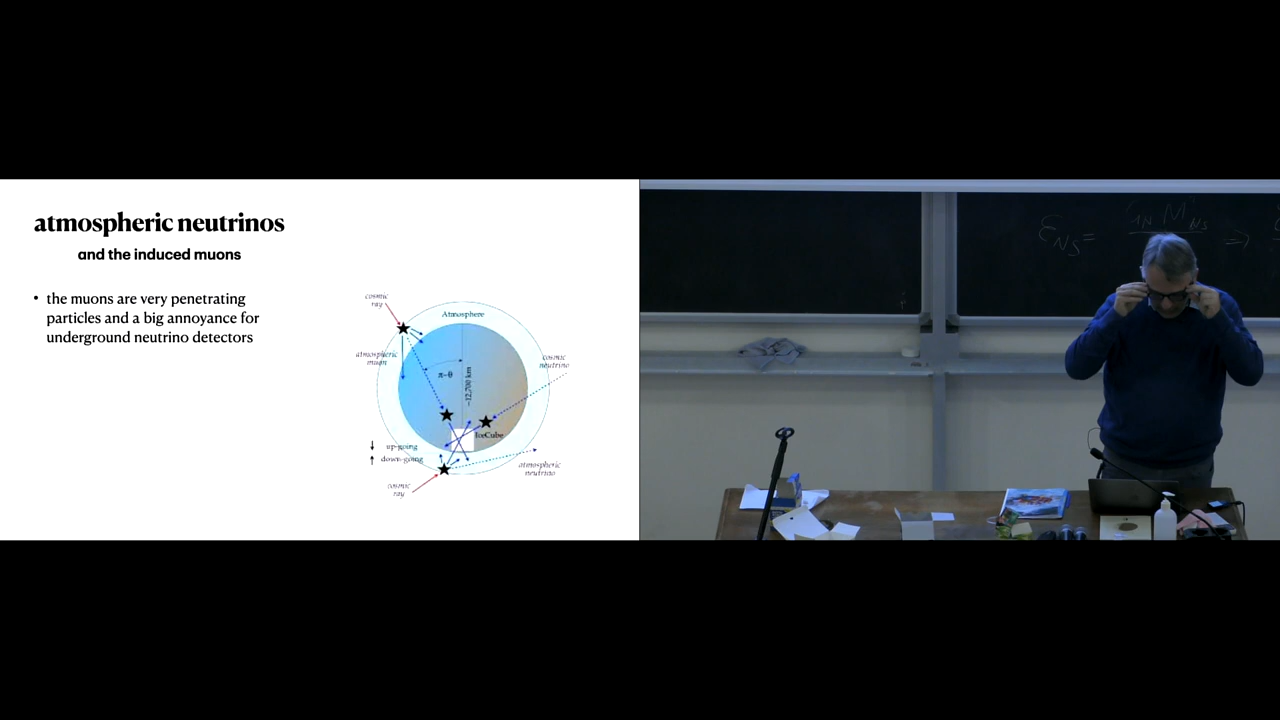 atmospheric neutrinos
and the induced muons
• the muons are very penetrating
particles and a big annoyance for
underground neutrino detectors
cosmic
ray
Atmosphere
atmospheric
muon
cosmic
neutrino
π-θ
~12,700 km
IceCube
up-going
down-going
atmospheric
neutrino
cosmic
ray
ε_NS =
⇒